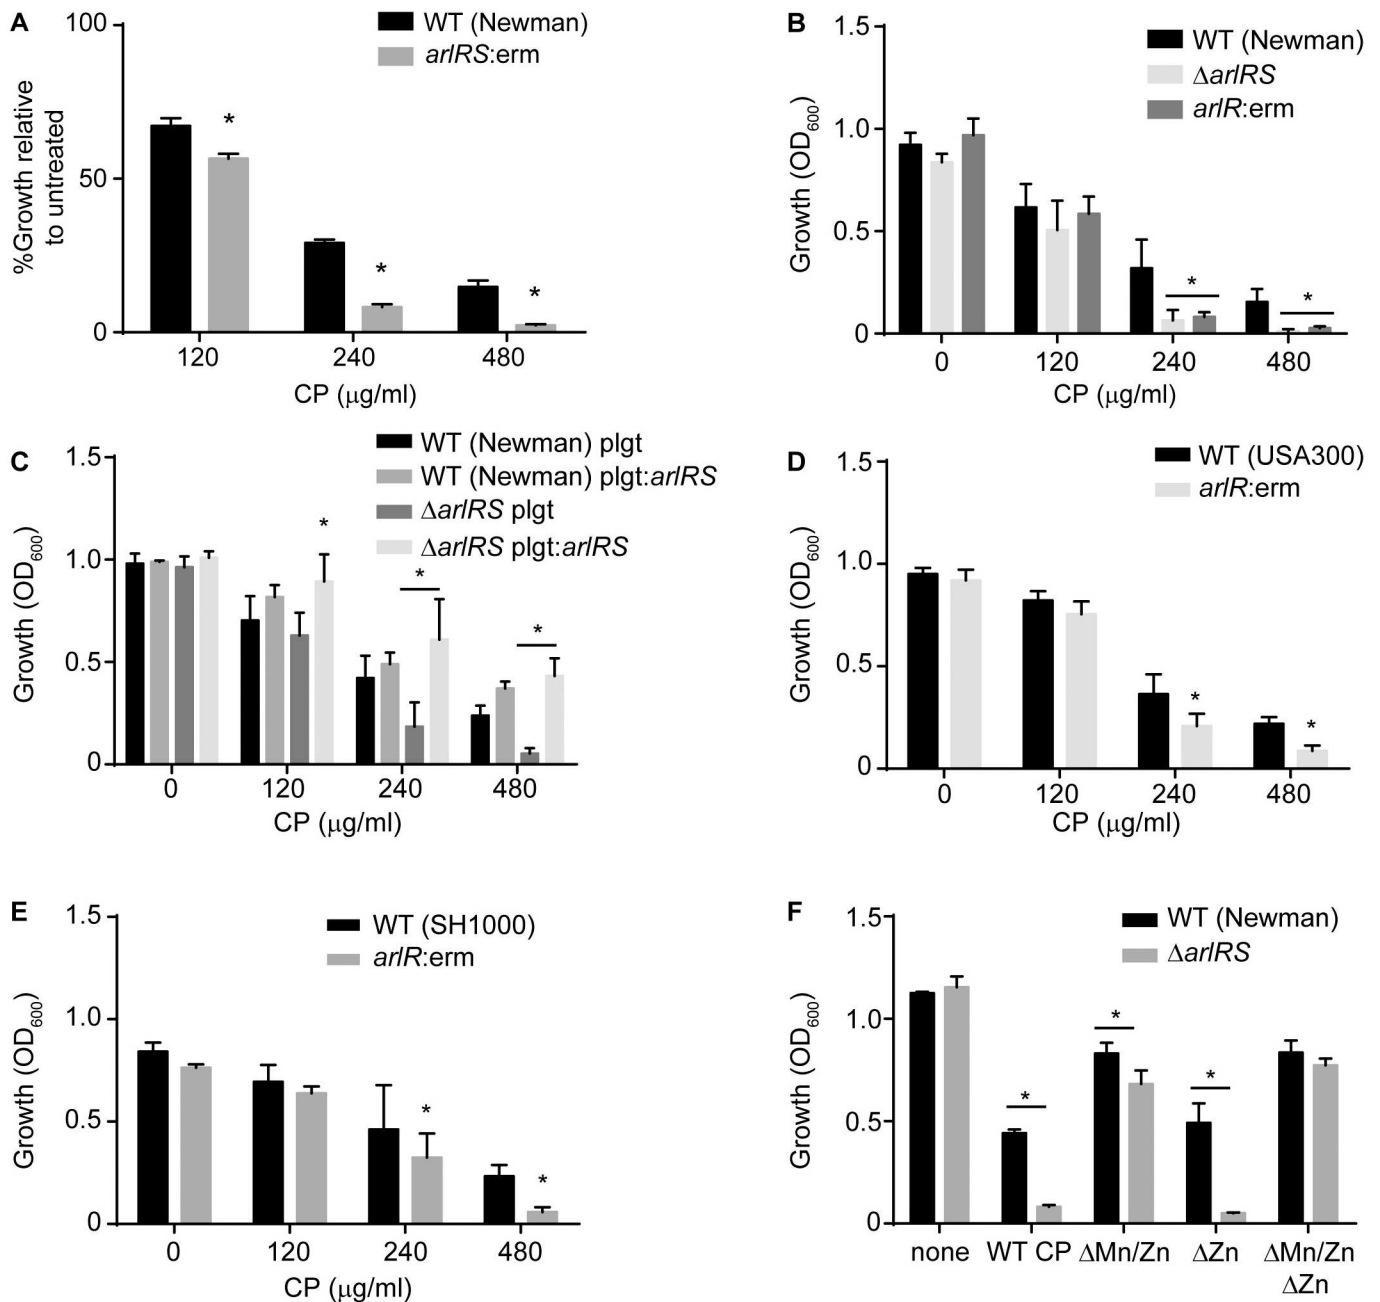 A
100
50
0
%Growth relative
to untreated
WT (Newman)
arlRS:erm
*
*
*
120 240 480
CP (μg/ml)
B
1.5
1.0
0.5
0
Growth (OD600)
WT (Newman)
ΔarlRS
arlR:erm
*
*
0 120 240 480
CP (μg/ml)
C
1.5
1.0
0.5
0
Growth (OD600)
WT (Newman) plgt
WT (Newman) plgt:arlRS
ΔarlRS plgt
ΔarlRS plgt:arlRS
*
*
*
0 120 240 480
CP (μg/ml)
D
1.5
1.0
0.5
0
Growth (OD600)
WT (USA300)
arlR:erm
*
*
0 120 240 480
CP (μg/ml)
E
1.5
1.0
0.5
0
Growth (OD600)
WT (SH1000)
arlR:erm
*
*
0 120 240 480
CP (μg/ml)
F
1.5
1.0
0.5
0
Growth (OD600)
WT (Newman)
ΔarlRS
*
*
*
none WT CP ΔMn/Zn ΔZn ΔMn/Zn
ΔZn